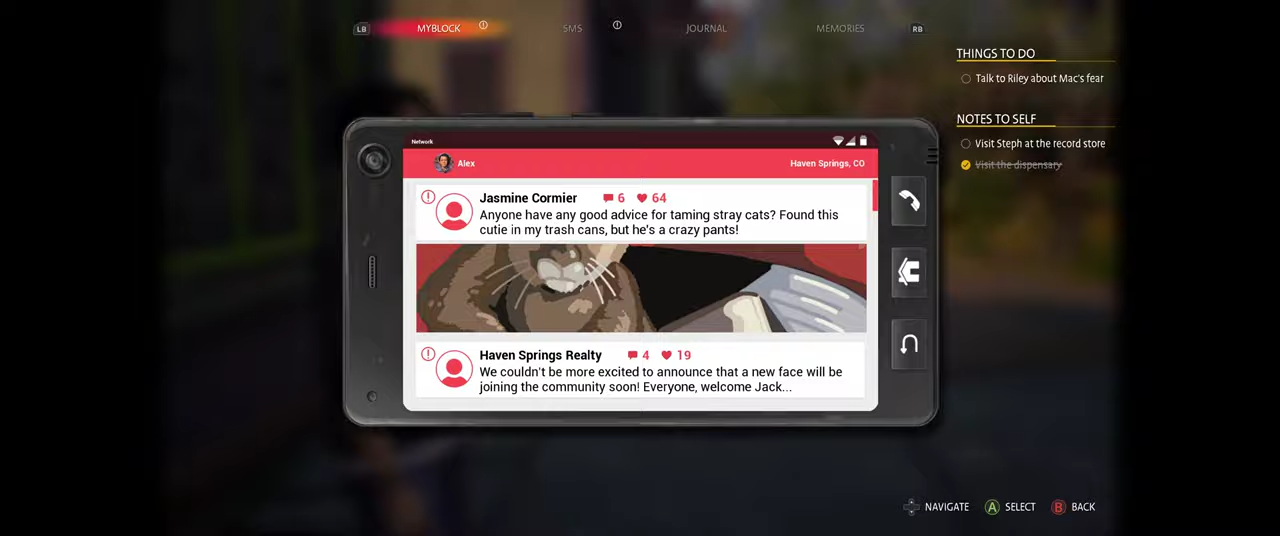 LB MYBLOCK SMS JOURNAL MEMORIES RB
THINGS TO DO
Talk to Riley about Mac's fear
NOTES TO SELF
Visit Steph at the record store
Visit the dispensary
Network
Alex Haven Springs, CO
Jasmine Cormier 6 64
Anyone have any good advice for taming stray cats? Found this
cutie in my trash cans, but he's a crazy pants!
Haven Springs Realty 4 19
We couldn't be more excited to announce that a new face will be
joining the community soon! Everyone, welcome Jack...
NAVIGATE A SELECT B BACK